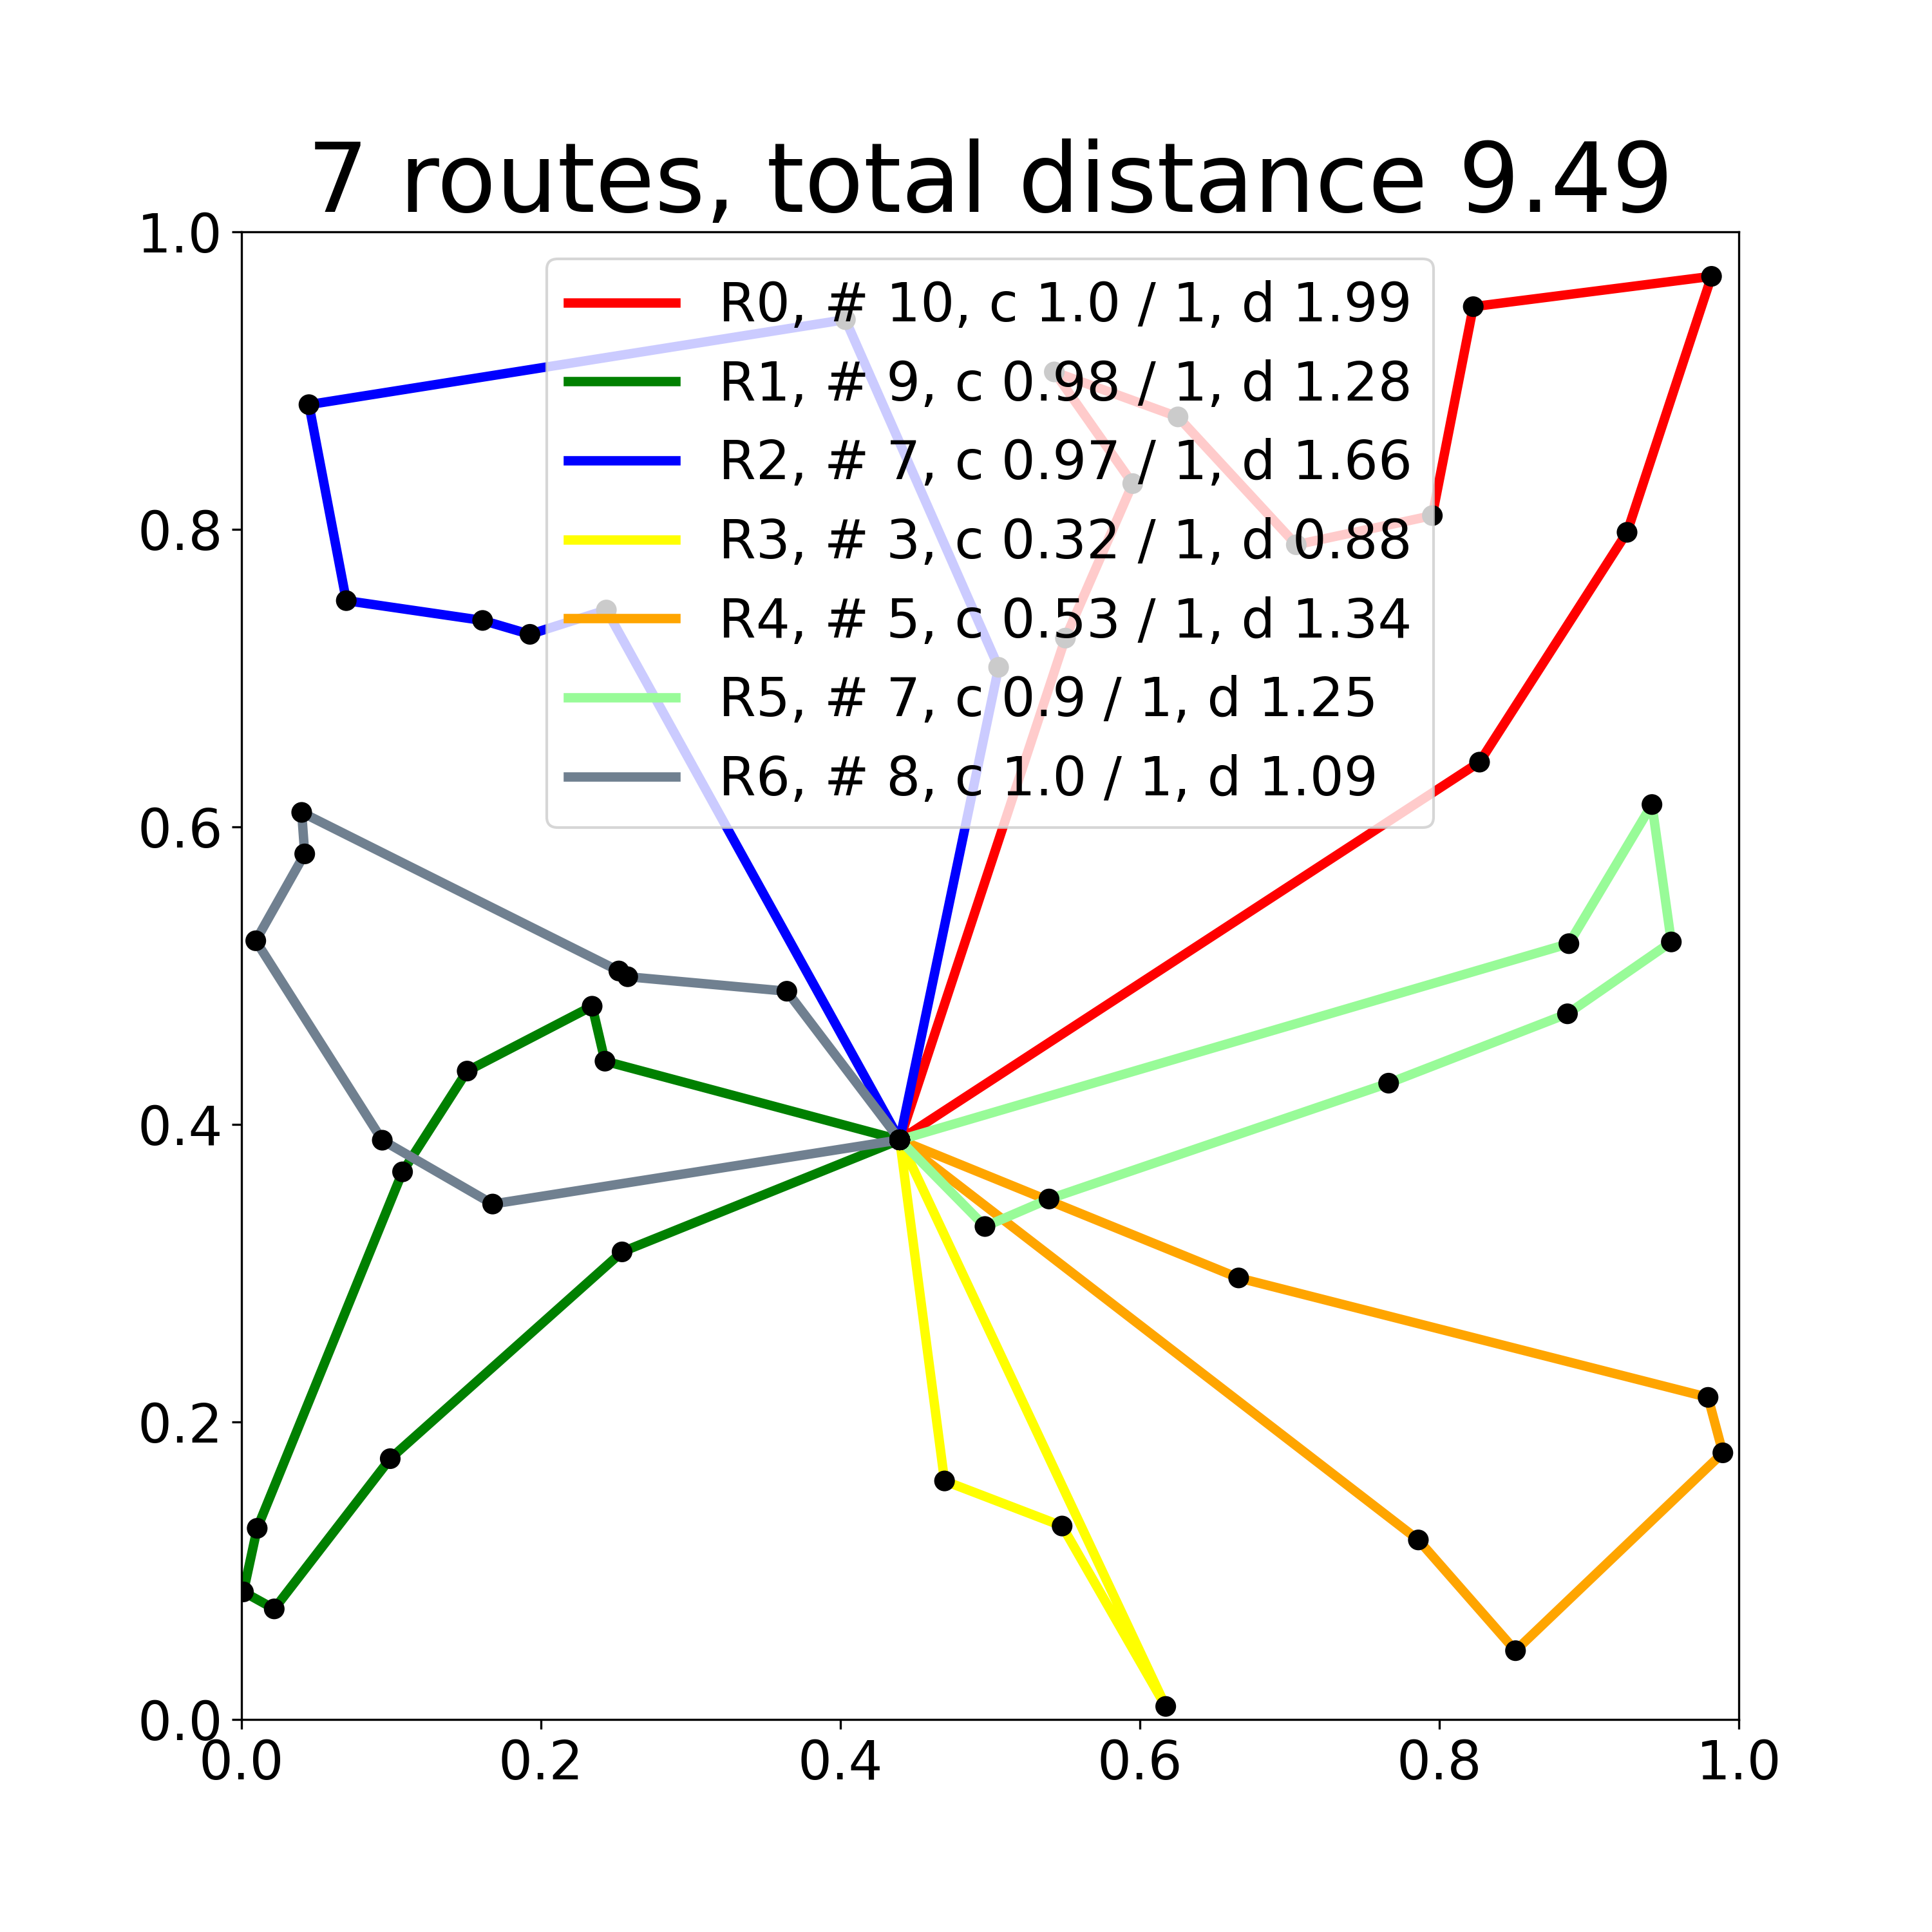 7 routes, total distance 9.49
1.0
0.8
0.6
0.4
0.2
0.0
R0, # 10, c 1.0 / 1, d 1.99
R1, # 9, c 0.98 / 1, d 1.28
R2, # 7, c 0.97 / 1, d 1.66
R3, # 3, c 0.32 / 1, d 0.88
R4, # 5, c 0.53 / 1, d 1.34
R5, # 7, c 0.9 / 1, d 1.25
R6, # 8, c 1.0 / 1, d 1.09
0.0 0.2 0.4 0.6 0.8 1.0